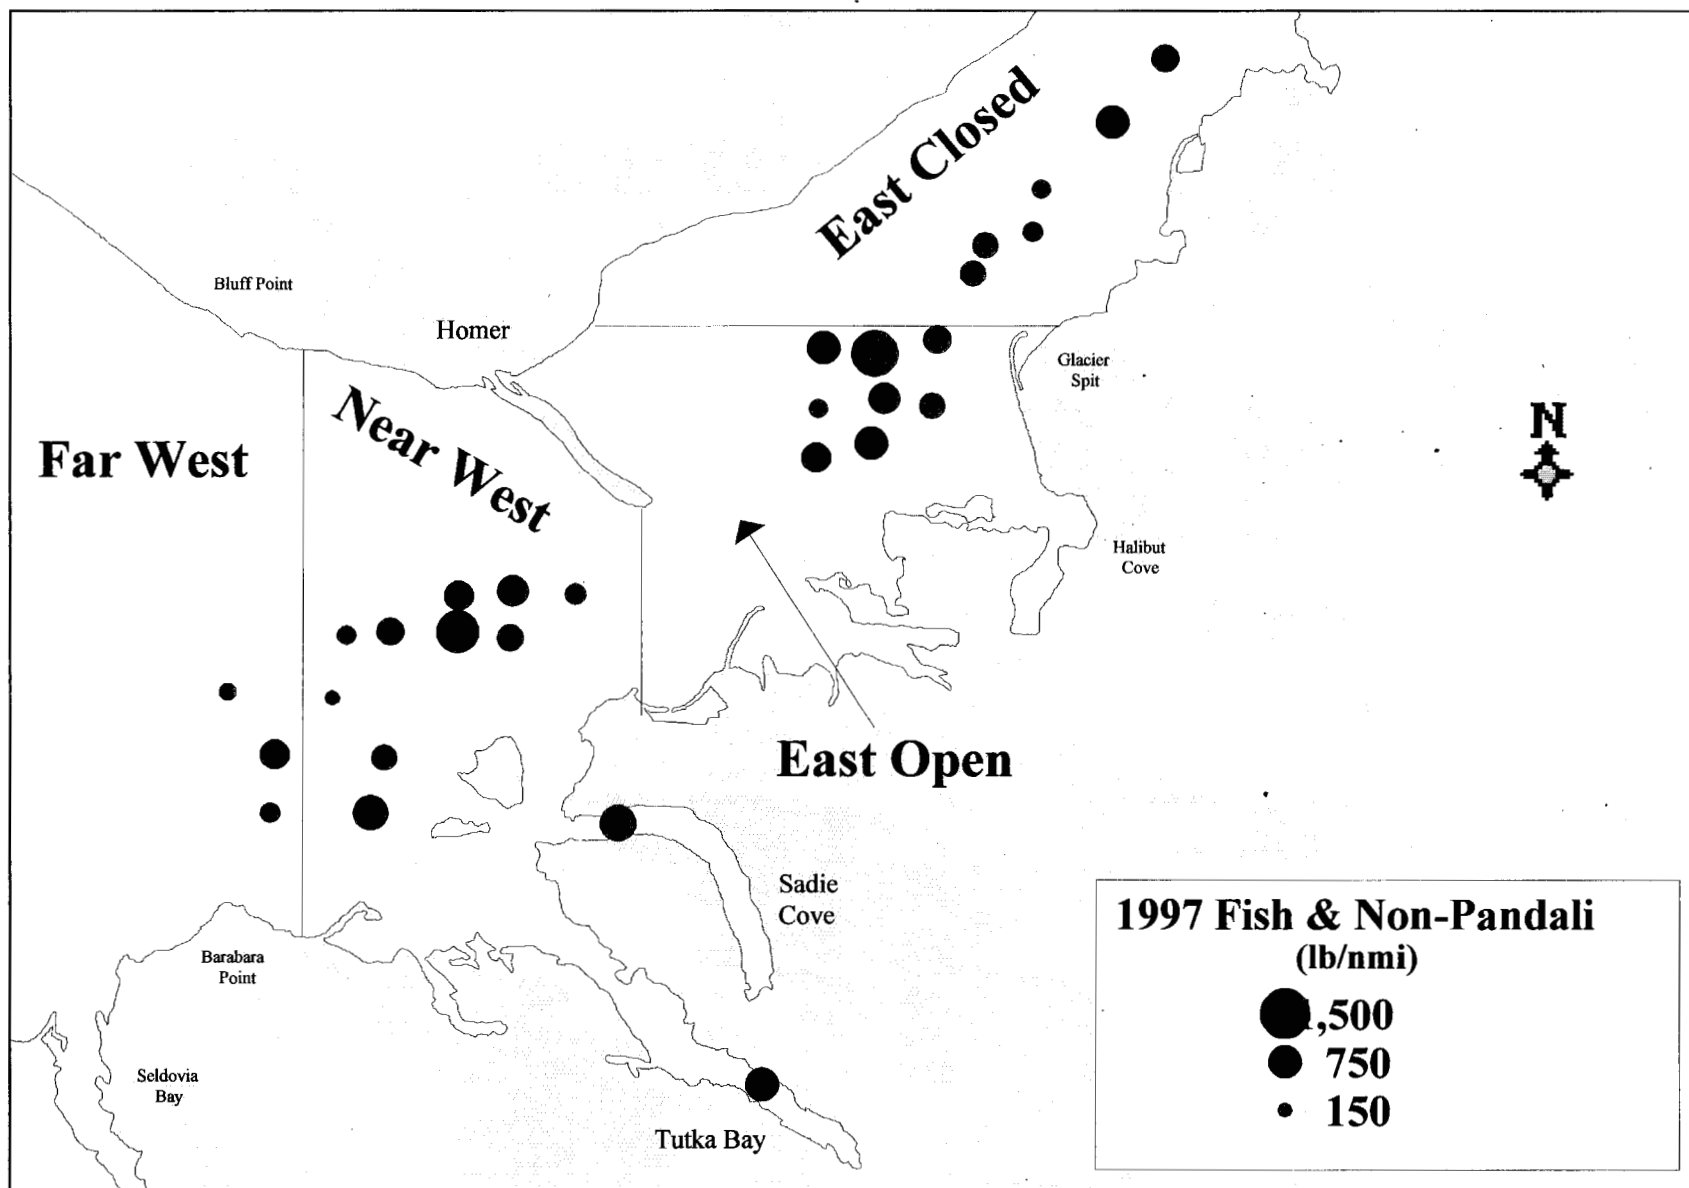 East Closed
Bluff Point
Homer
Glacier
Spit
Near West
Far West
N
Halibut
Cove
East Open
Sadie
Cove
Barabara
Point
Seldovia
Bay
Tutka Bay
1997 Fish & Non-Pandali
(lb/nmi)
,500
750
150